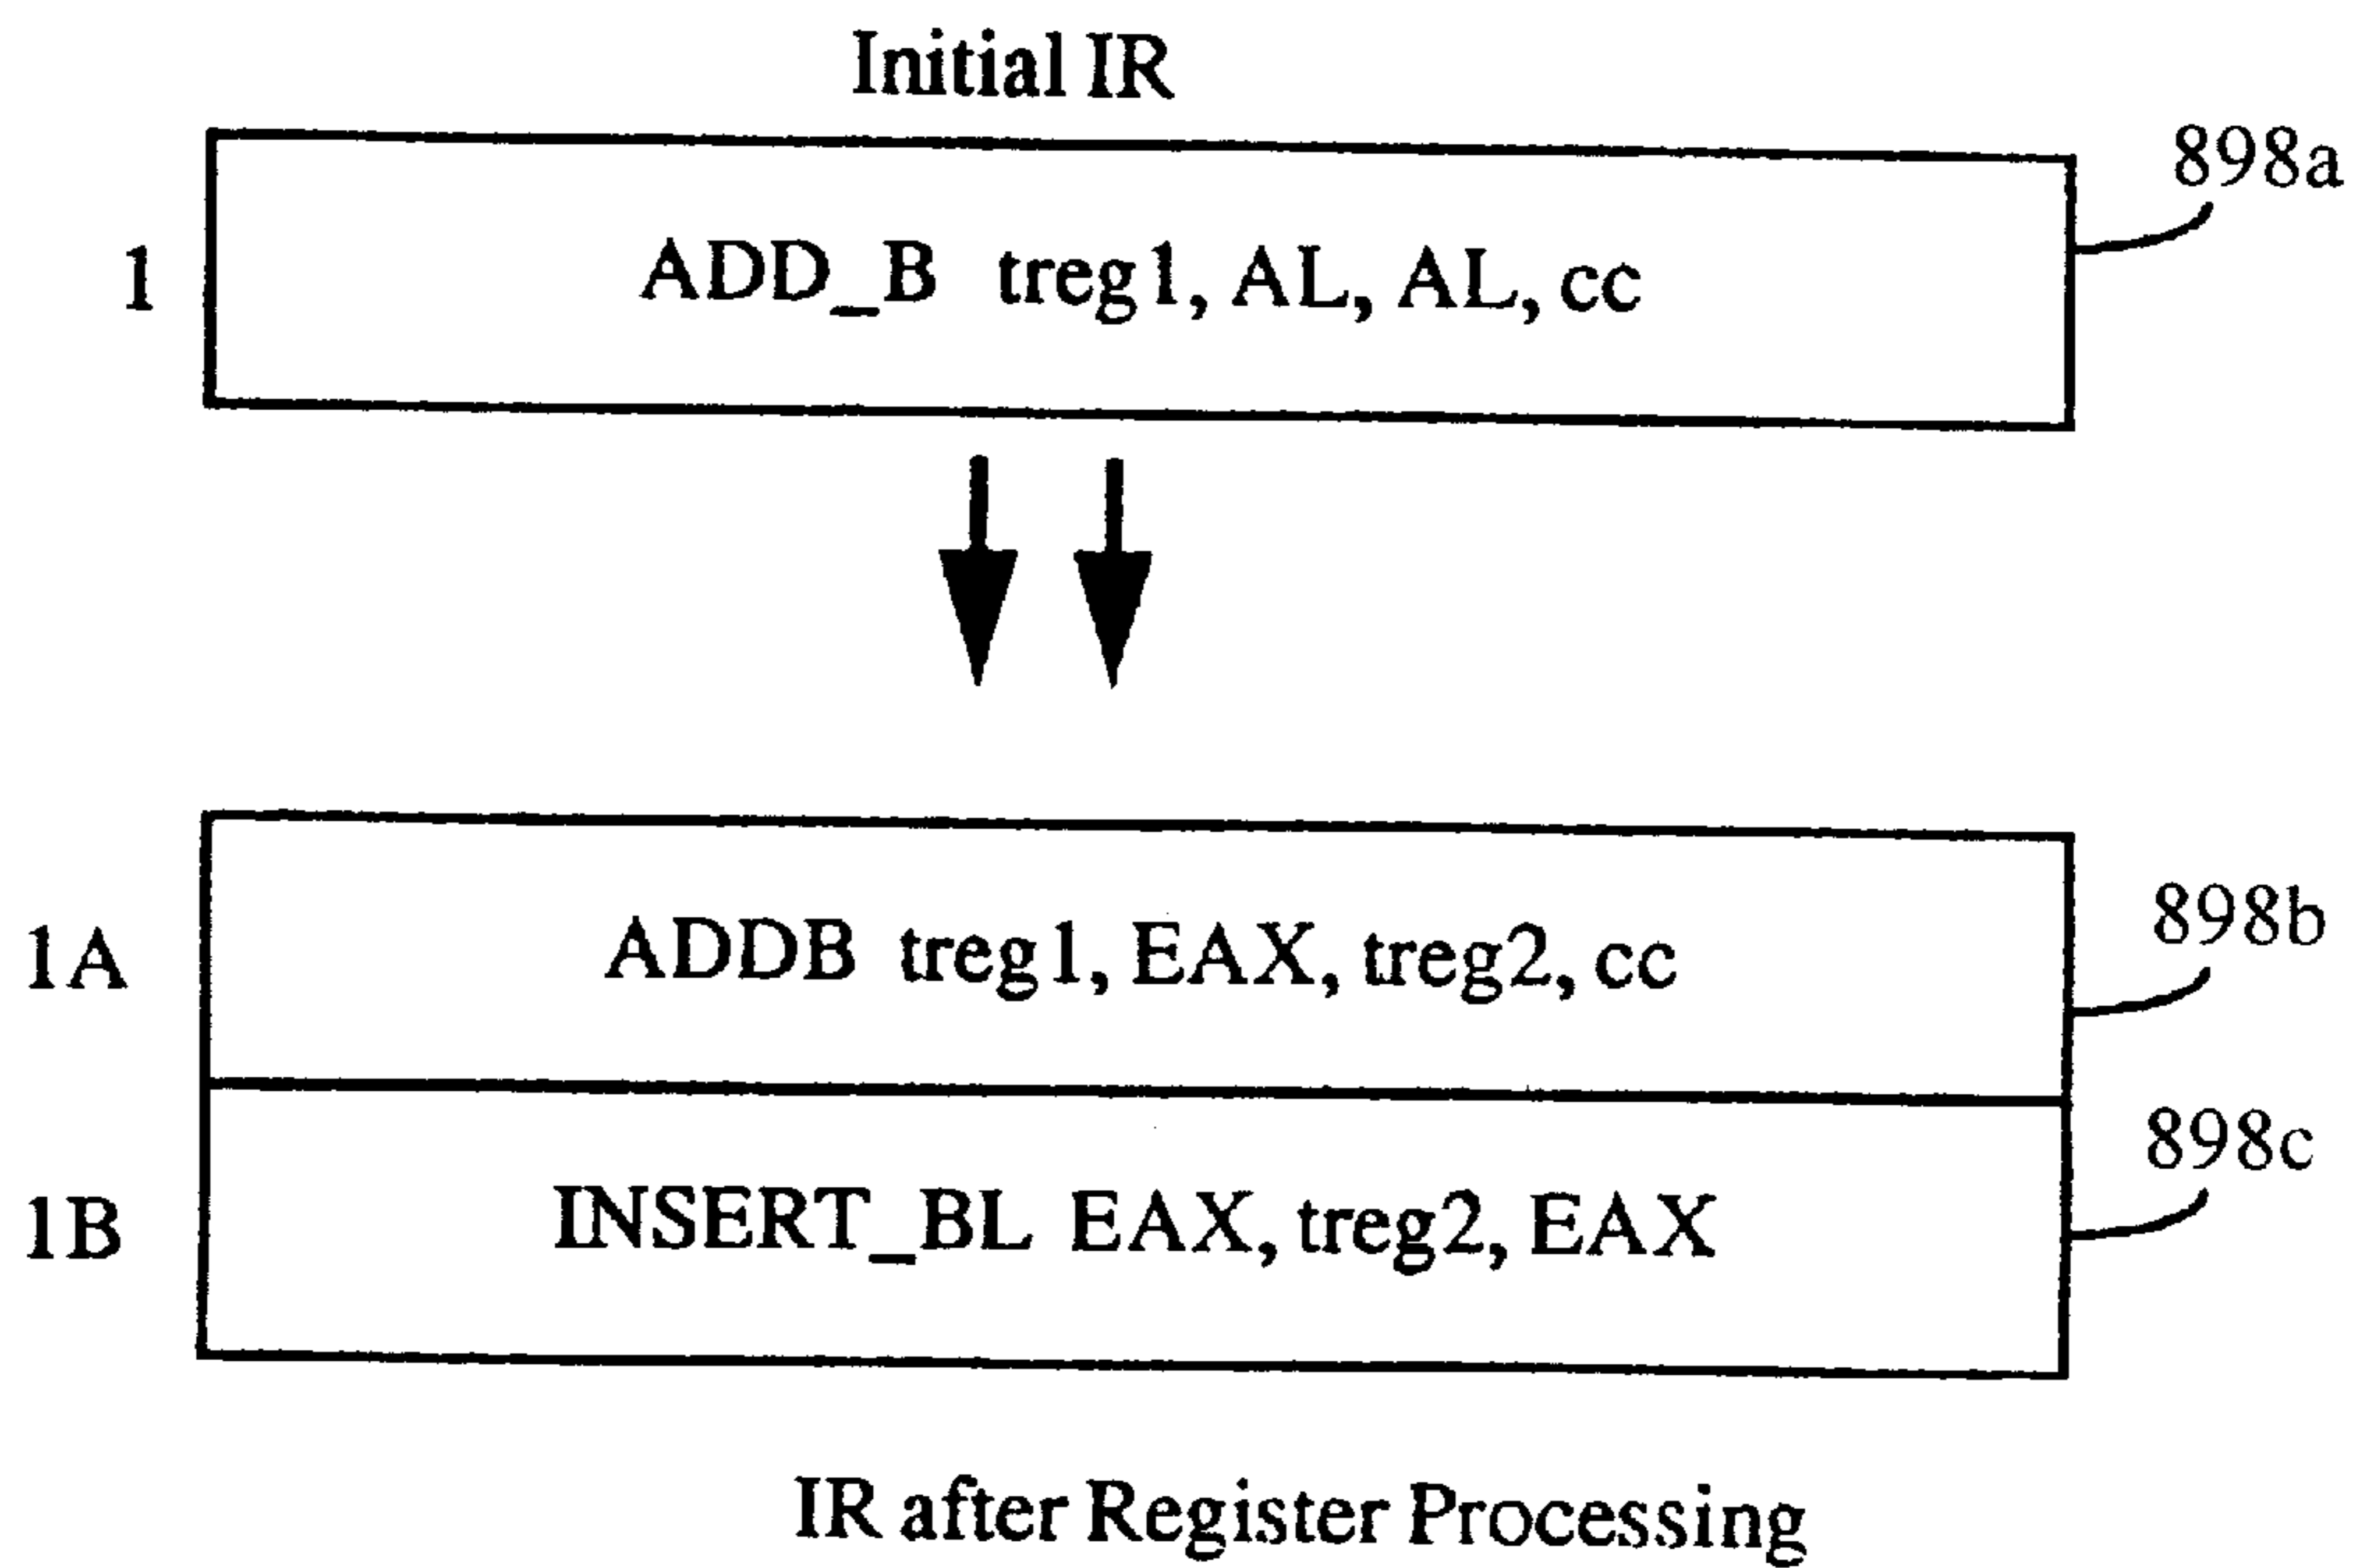 Initial IR
898a
1 ADD_B treg1, AL, AL, cc
1A ADDB treg1, EAX, treg2, cc
898b
1B INSERT_BL EAX, treg2, EAX
898c
IR after Register Processing